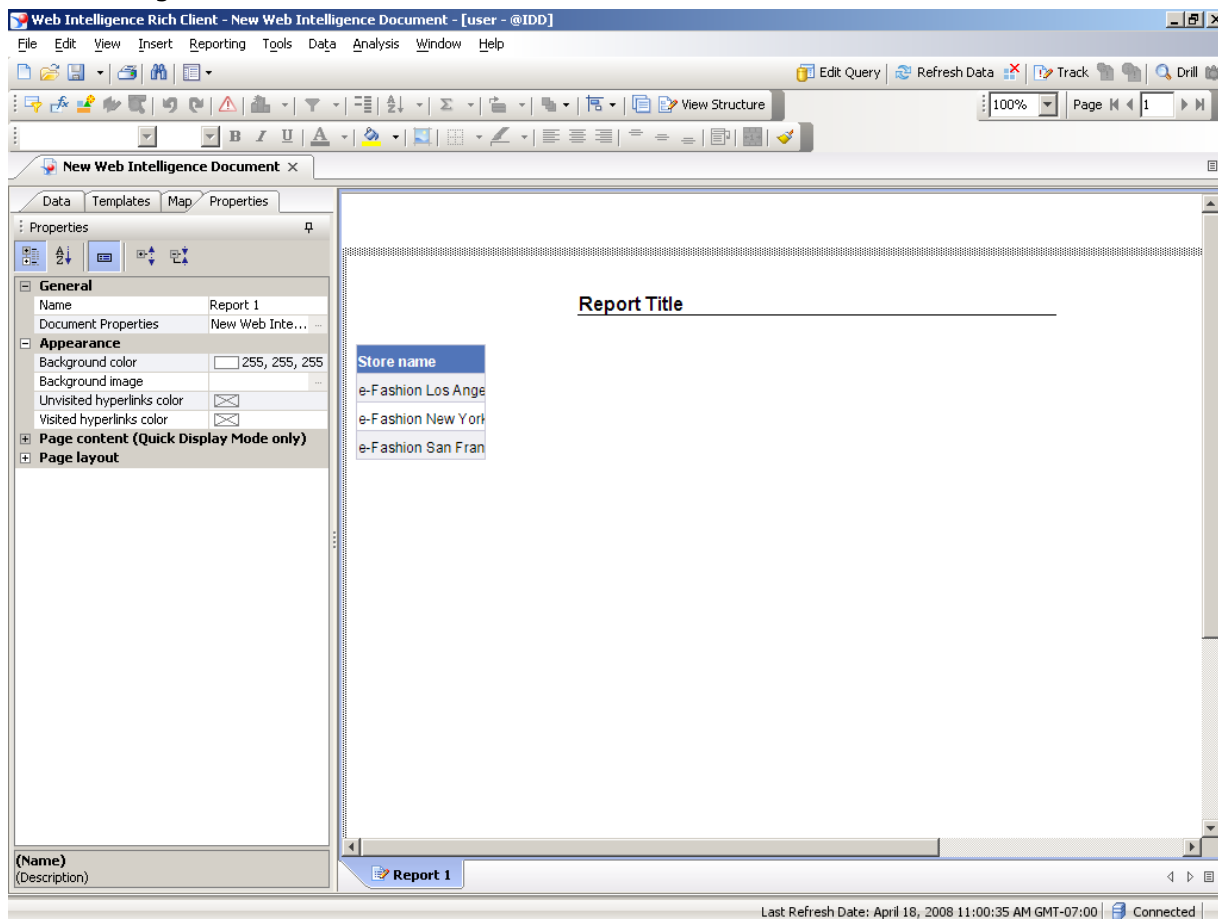 Web Intelligence Rich Client - New Web Intelligence Document - [user - @IDD]
File Edit View Insert Reporting Tools Data Analysis Window Help
Edit Query Refresh Data Track Drill
View Structure 100% Page 1
B I U A
New Web Intelligence Document
Data Templates Map Properties
Properties
General
Name Report 1
Document Properties New Web Inte... ...
Appearance
Background color 255, 255, 255
Background image ...
Unvisited hyperlinks color
Visited hyperlinks color
Page content (Quick Display Mode only)
Page layout
Report Title
Store name
e-Fashion Los Ange
e-Fashion New York
e-Fashion San Fran
(Name)
(Description)
Report 1
Last Refresh Date: April 18, 2008 11:00:35 AM GMT-07:00 Connected